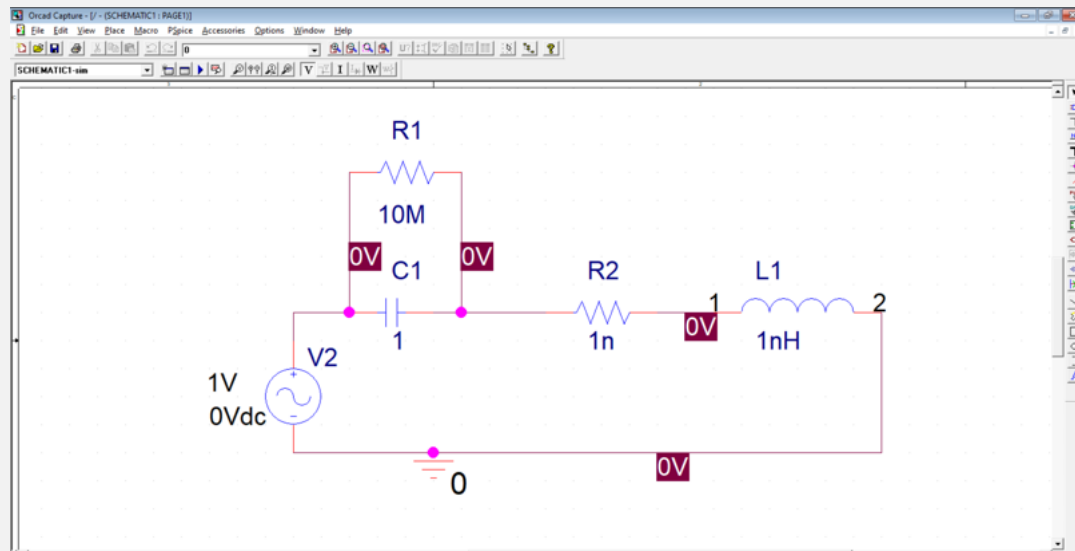 Orcad Capture - [/ - (SCHEMATIC1 : PAGE1)]
File Edit View Place Macro PSpice Accessories Options Window Help
0
SCHEMATIC1-sim
V I W
R1
10M
0V
0V
C1
1
R2
1n
L1
1
2
0V
1nH
V2
1V
0Vdc
0V
0